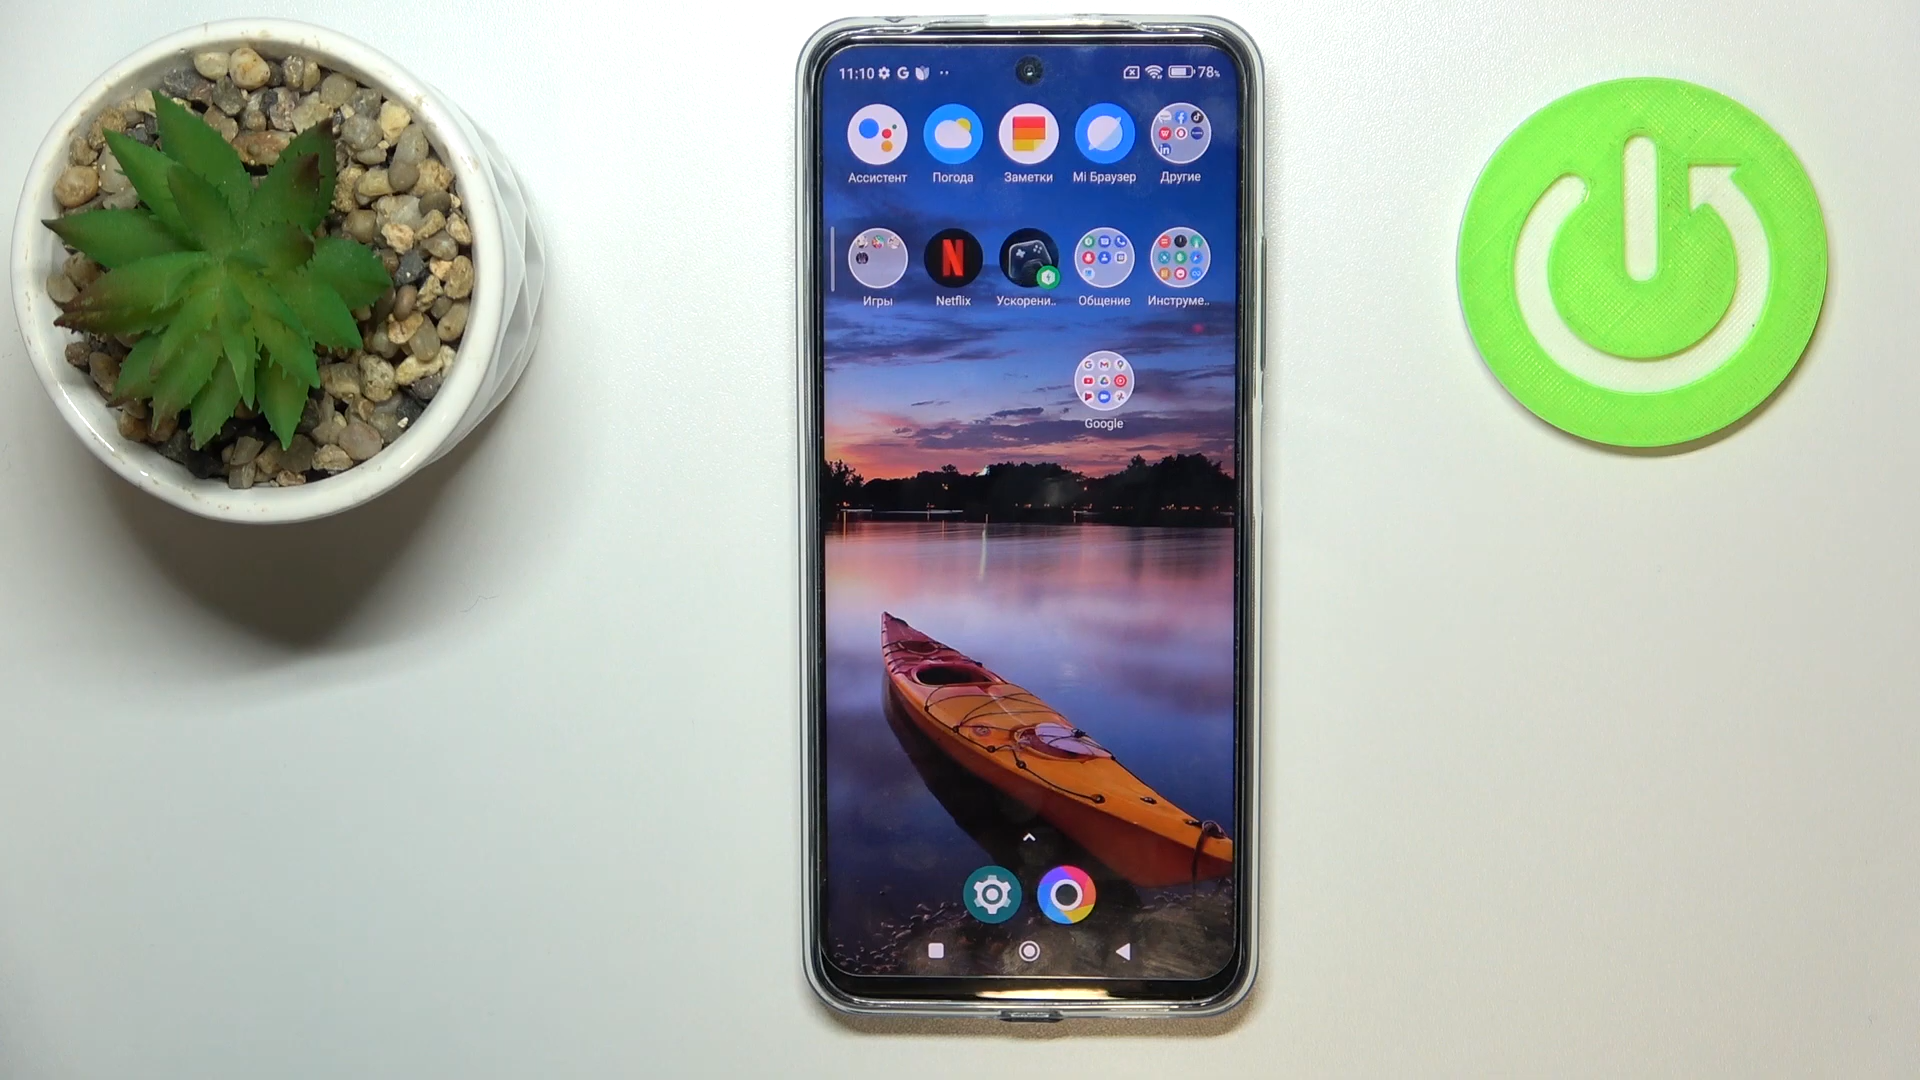 11:10 78%
Ассистент Погода Заметки Mi Браузер Другие
Игры Netflix Ускорени.. Общение Инструме..
Google